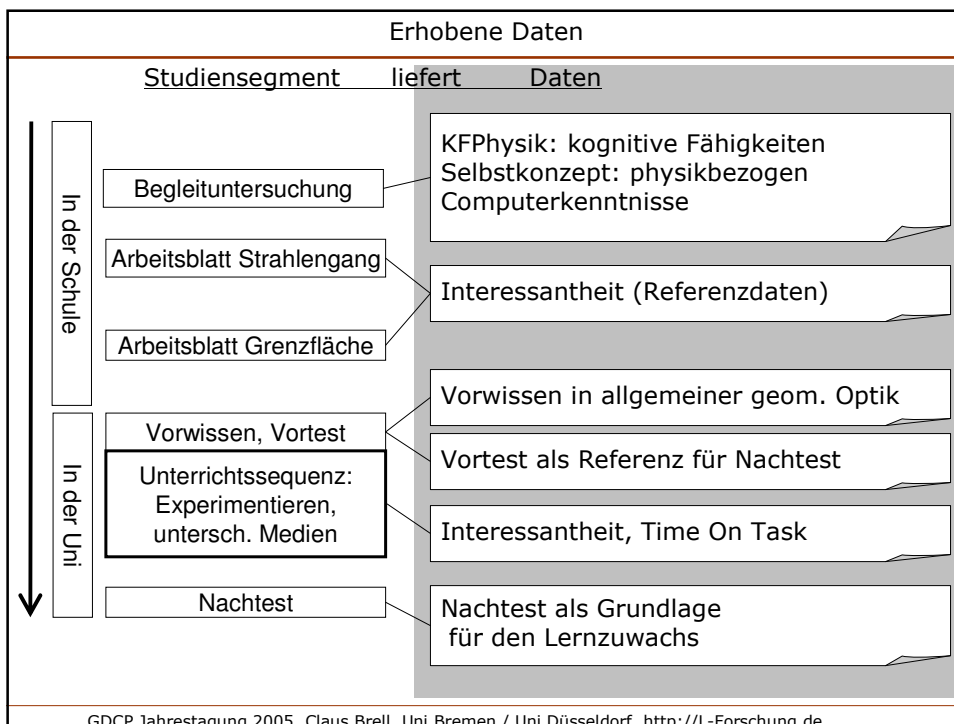 Erhobene Daten
Studiensegment liefert Daten
In der Schule
Begleituntersuchung
KFPhysik: kognitive Fähigkeiten
Selbstkonzept: physikbezogen
Computerkenntnisse
Arbeitsblatt Strahlengang
Arbeitsblatt Grenzfläche
Interessantheit (Referenzdaten)
In der Uni
Vorwissen, Vortest
Vorwissen in allgemeiner geom. Optik
Vortest als Referenz für Nachtest
Unterrichtssequenz:
Experimentieren,
untersch. Medien
Interessantheit, Time On Task
Nachtest
Nachtest als Grundlage
für den Lernzuwachs
GDCP Jahrestagung 2005, Claus Brell, Uni Bremen / Uni Düsseldorf, http://L-Forschung.de